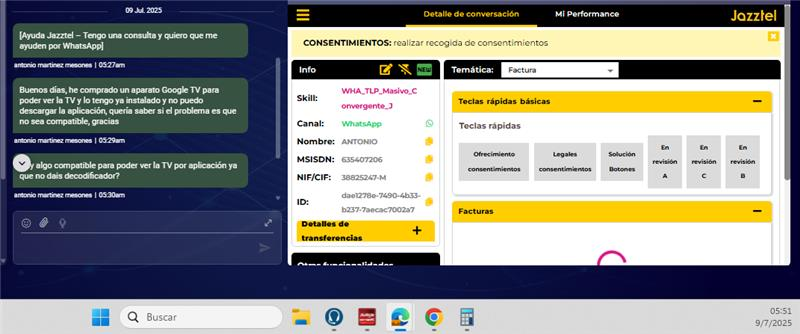 09 Jul. 2025
[Ayuda Jazztel – Tengo una consulta y quiero que me
ayuden por WhatsApp]
antonio martinez mesones | 05:27am
Buenos días, he comprado un aparato Google TV para
poder ver la TV y lo tengo ya instalado y no puedo
descargar la aplicación, quería saber si el problema es que
no sea compatible, gracias
antonio martinez mesones | 05:29am
y algo compatible para poder ver la TV por aplicación ya
que no dais decodificador?
antonio martinez mesones | 05:30am
Detalle de conversación
Mi Performance
Jazztel
CONSENTIMIENTOS: realizar recogida de consentimientos
Info
NEW
Skill:
WHA_TLP_Masivo_C
onvergente_J
Canal:
WhatsApp
Nombre:
ANTONIO
MSISDN:
635407206
NIF/CIF:
38825247-M
ID:
dae1278e-7490-4b33-
b237-7aecac7002a7
Detalles de
transferencias
Otras funcionalidades
Temática:
Factura
Teclas rápidas básicas
Teclas rápidas
Ofrecimiento
consentimientos
Legales
consentimientos
Solución
Botones
En
revisión
A
En
revisión
C
En
revisión
B
Facturas
Buscar
05:51
9/7/2025